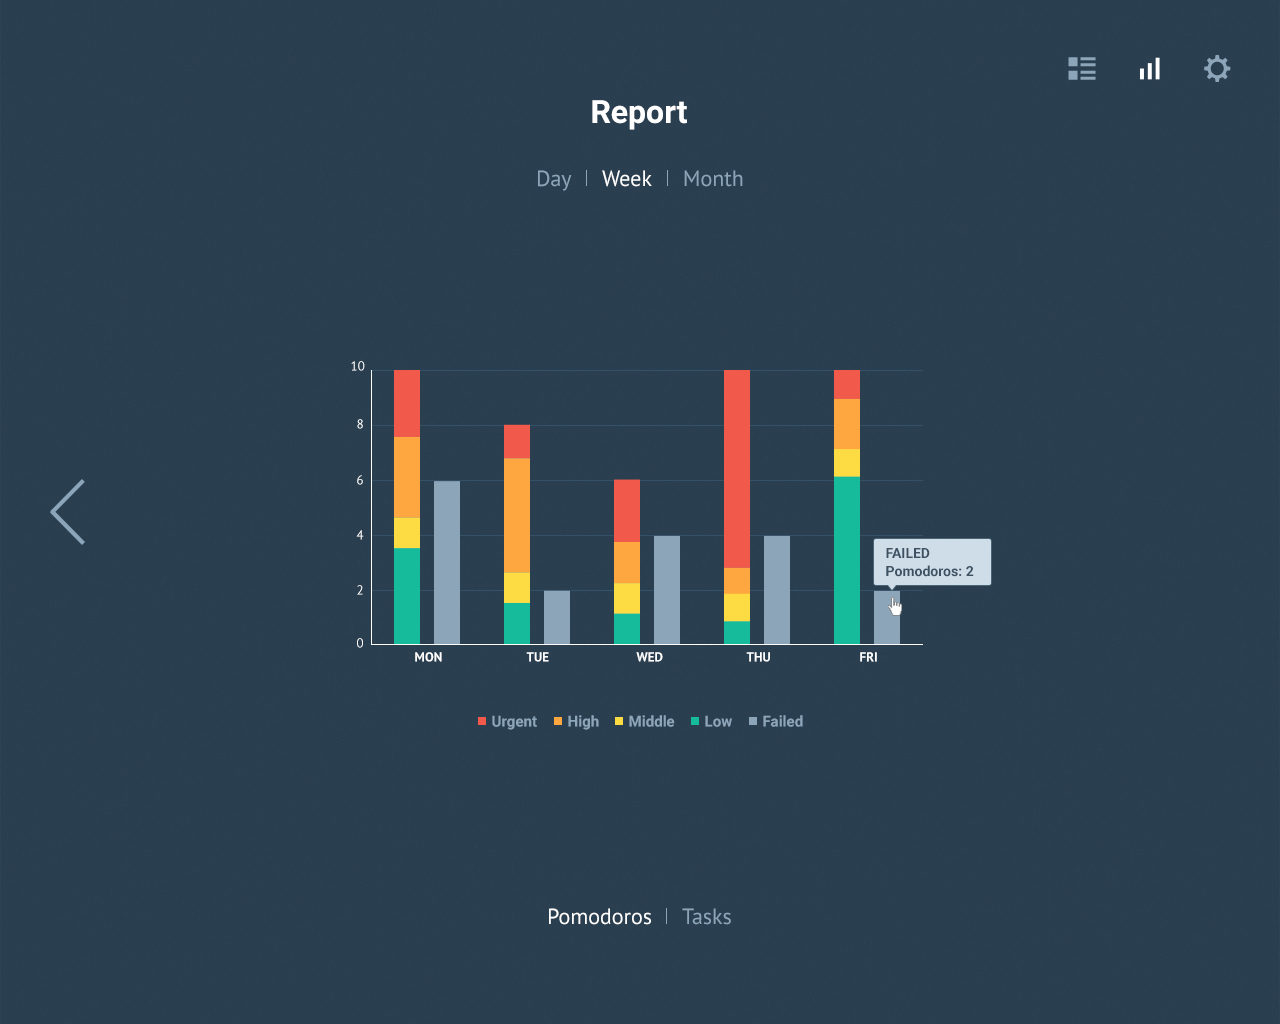 Report
Day | Week | Month
10
8
6
4
2
0
FAILED
Pomodoros: 2
MON TUE WED THU FRI
Urgent High Middle Low Failed
Pomodoros | Tasks